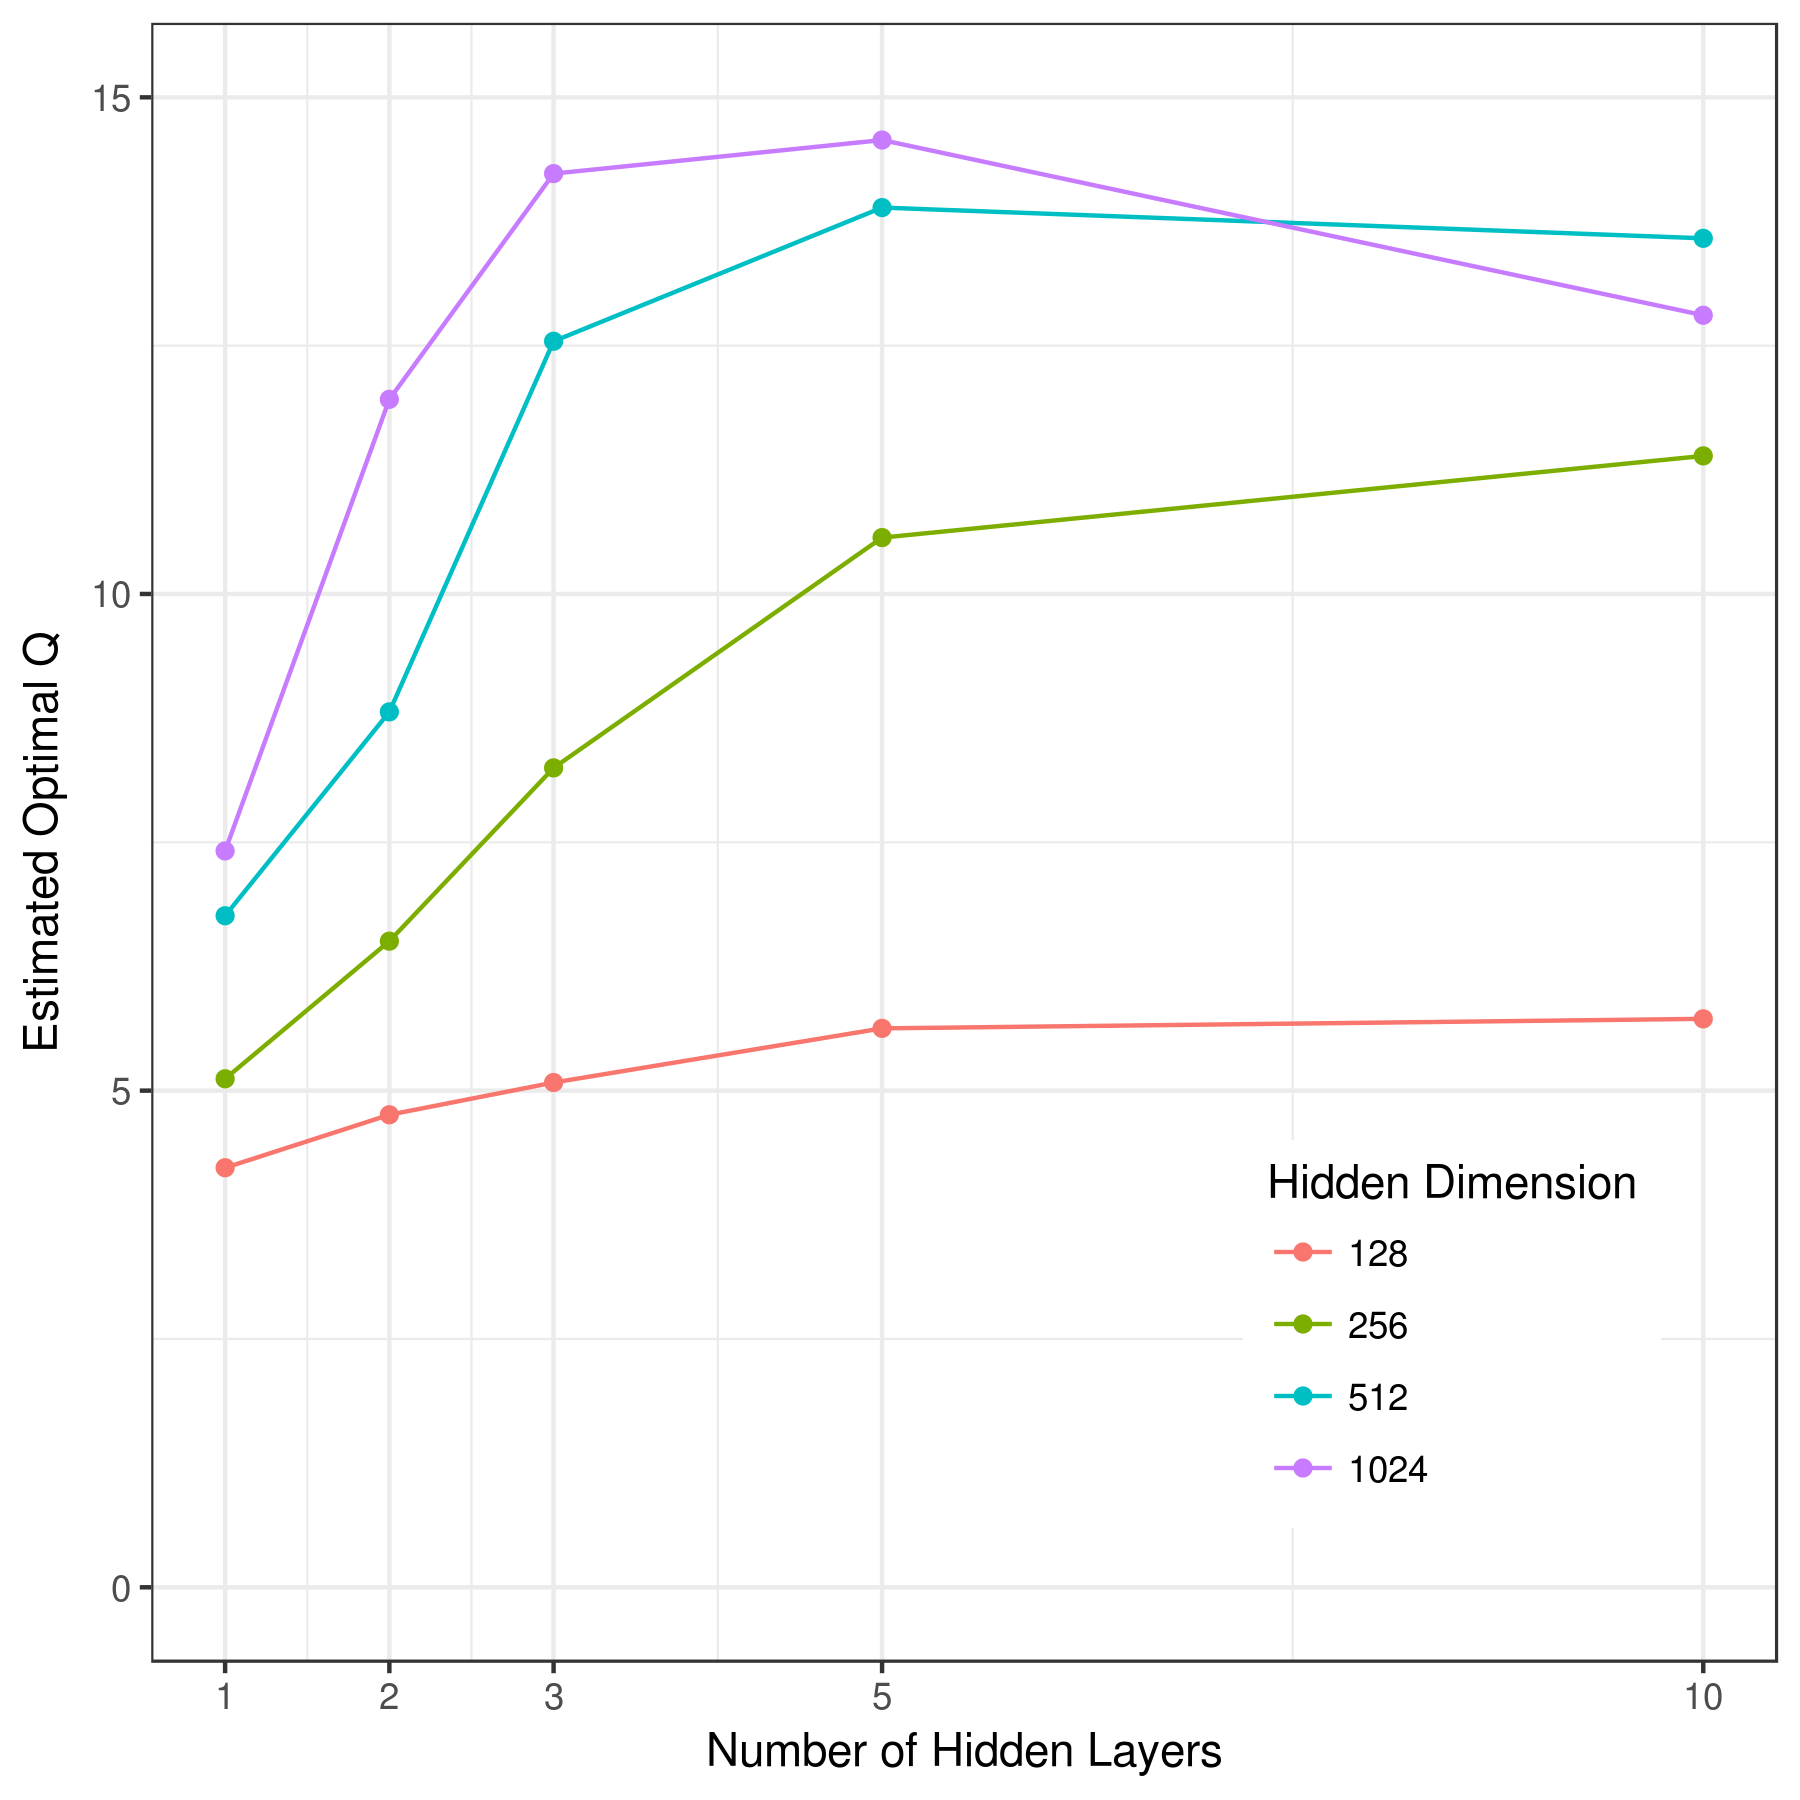 15
10
5
0
Estimated Optimal Q
Hidden Dimension
128
256
512
1024
1 2 3 5 10
Number of Hidden Layers